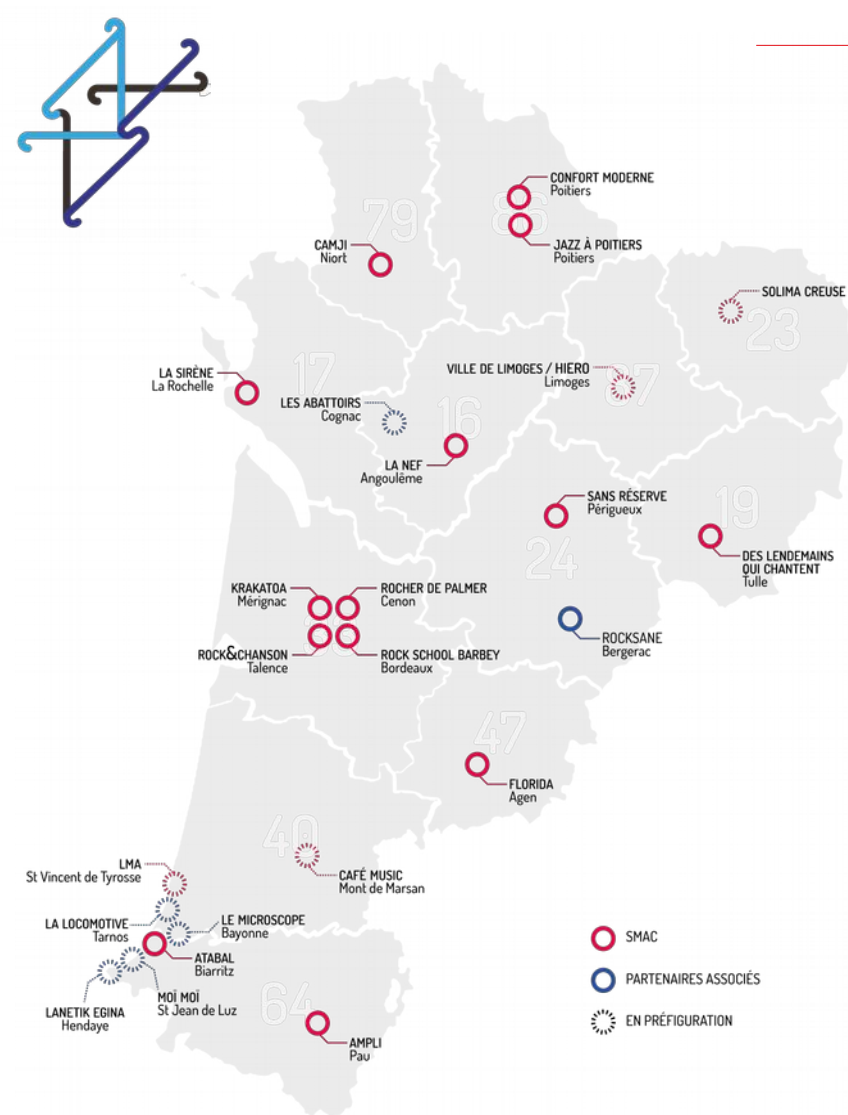 CONFORT MODERNE
Poitiers
86
79
JAZZ À POITIERS
Poitiers
CAMJI
Niort
SOLIMA CREUSE
23
LA SIRÈNE
La Rochelle
17
VILLE DE LIMOGES / HIERO
Limoges
87
LES ABATTOIRS
Cognac
16
LA NEF
Angoulême
SANS RÉSERVE
Périgueux
19
24
DES LENDEMAINS
QUI CHANTENT
Tulle
KRAKATOA
Mérignac
ROCHER DE PALMER
Cenon
33
ROCK&CHANSON
Talence
ROCK SCHOOL BARBEY
Bordeaux
ROCKSANE
Bergerac
47
FLORIDA
Agen
40
LMA
St Vincent de Tyrosse
CAFÉ MUSIC
Mont de Marsan
LA LOCOMOTIVE
Tarnos
LE MICROSCOPE
Bayonne
ATABAL
Biarritz
MOÏ MOÏ
St Jean de Luz
LANETIK EGINA
Hendaye
64
AMPLI
Pau
SMAC
PARTENAIRES ASSOCIÉS
EN PRÉFIGURATION